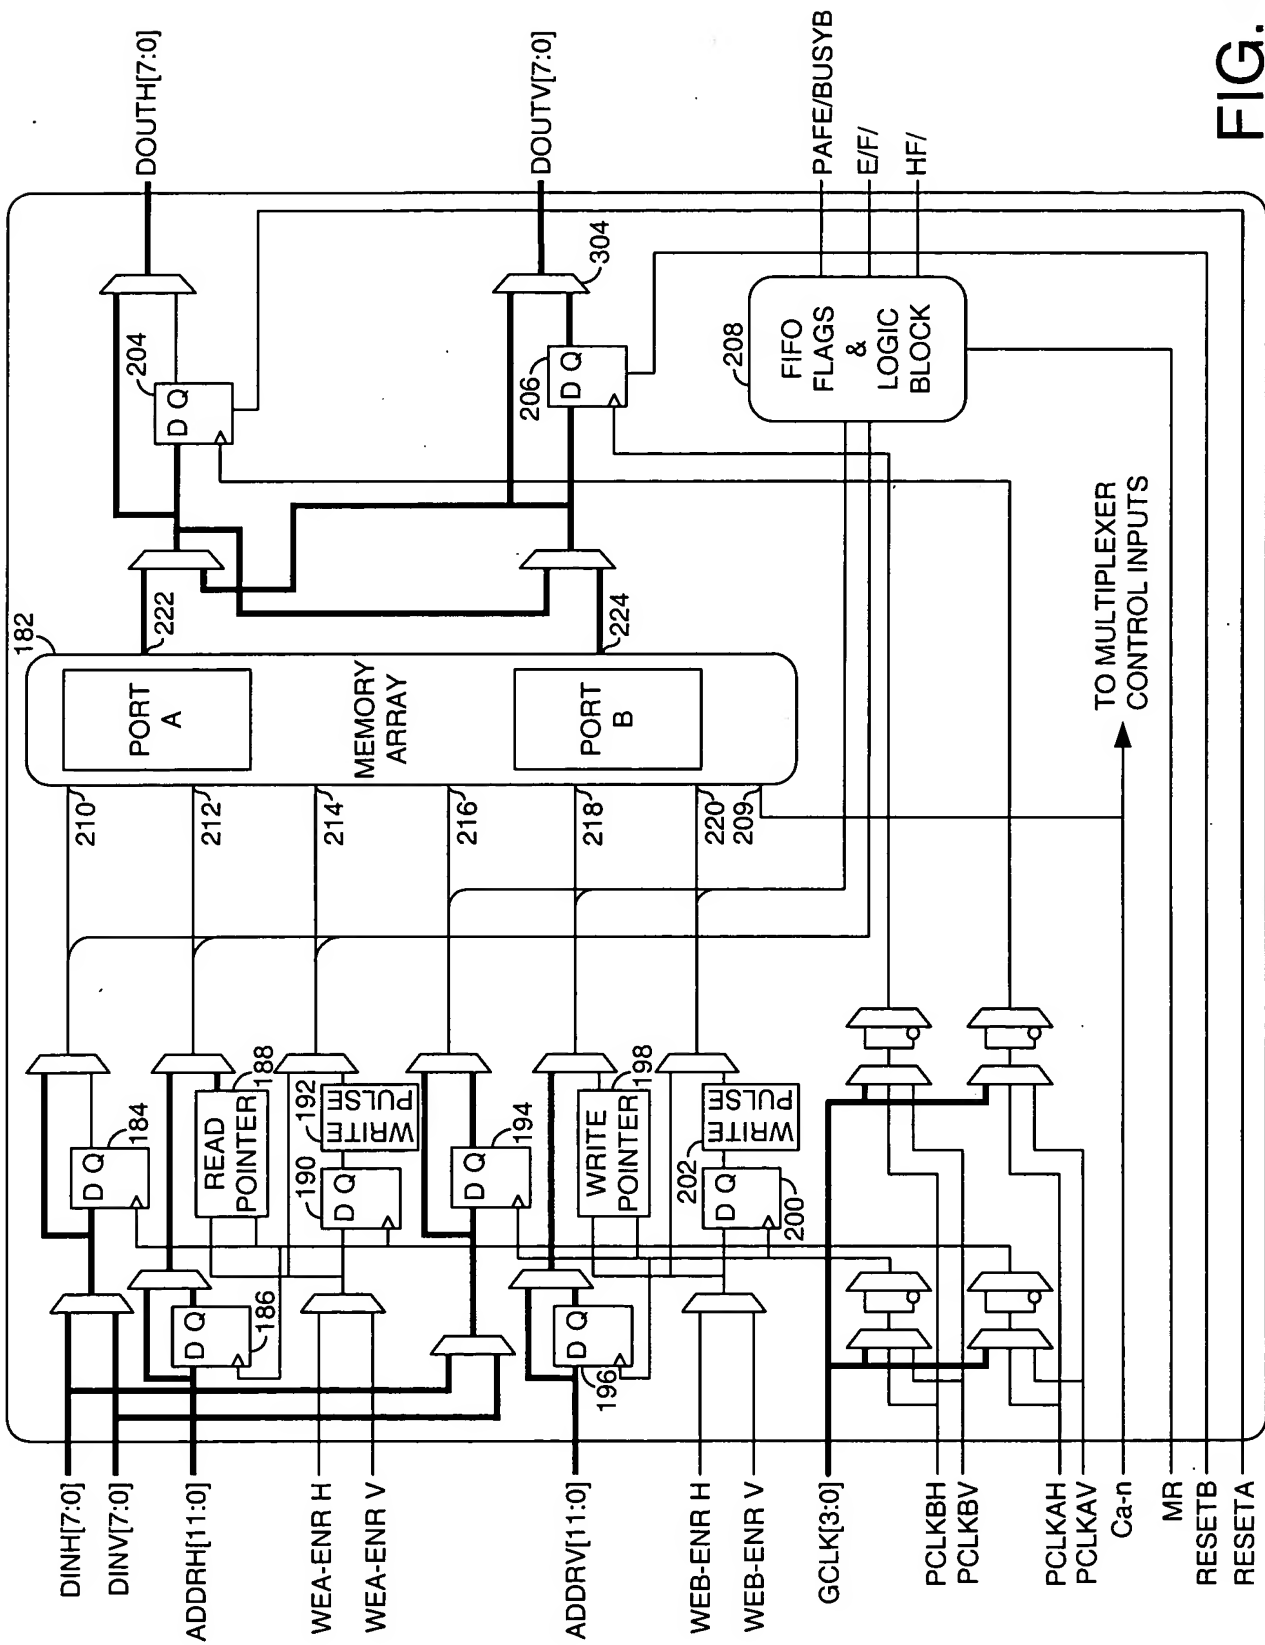 DINH[7:0]
DINV[7:0]
ADDRH[11:0]
WEA-ENR H
WEA-ENR V
ADDRV[11:0]
WEB-ENR H
WEB-ENR V
GCLK[3:0]
PCLKBH
PCLKBV
PCLKAH
PCLKAV
Ca-n
MR
RESETB
RESETA
D Q
184
D Q
186
READ
POINTER
188
D Q
190
WRITE
PULSE
192
D Q
194
D Q
196
WRITE
POINTER
198
D Q
200
WRITE
PULSE
202
210
212
214
216
218
220
209
182
PORT
A
MEMORY
ARRAY
PORT
B
222
224
D Q
204
D Q
206
304
208
FIFO
FLAGS
&
LOGIC
BLOCK
TO MULTIPLEXER
CONTROL INPUTS
DOUTH[7:0]
DOUTV[7:0]
PAFE/BUSYB
E/F/
HF/
FIG.